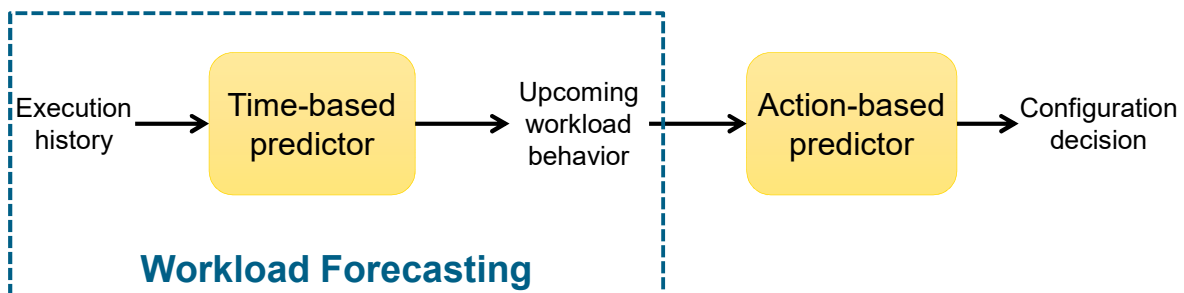 Execution
history
Time-based
predictor
Upcoming
workload
behavior
Action-based
predictor
Configuration
decision
Workload Forecasting